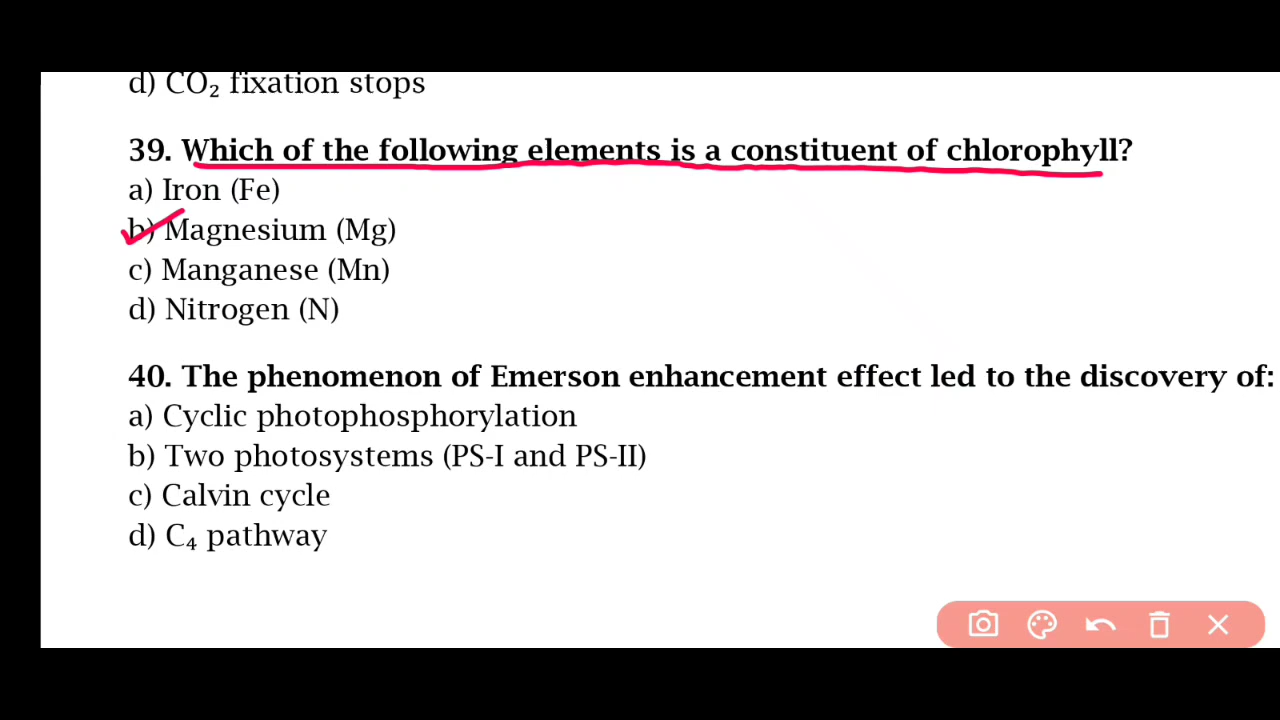 d) CO₂ fixation stops
39. Which of the following elements is a constituent of chlorophyll?
a) Iron (Fe)
b) Magnesium (Mg)
c) Manganese (Mn)
d) Nitrogen (N)
40. The phenomenon of Emerson enhancement effect led to the discovery of:
a) Cyclic photophosphorylation
b) Two photosystems (PS-I and PS-II)
c) Calvin cycle
d) C₄ pathway